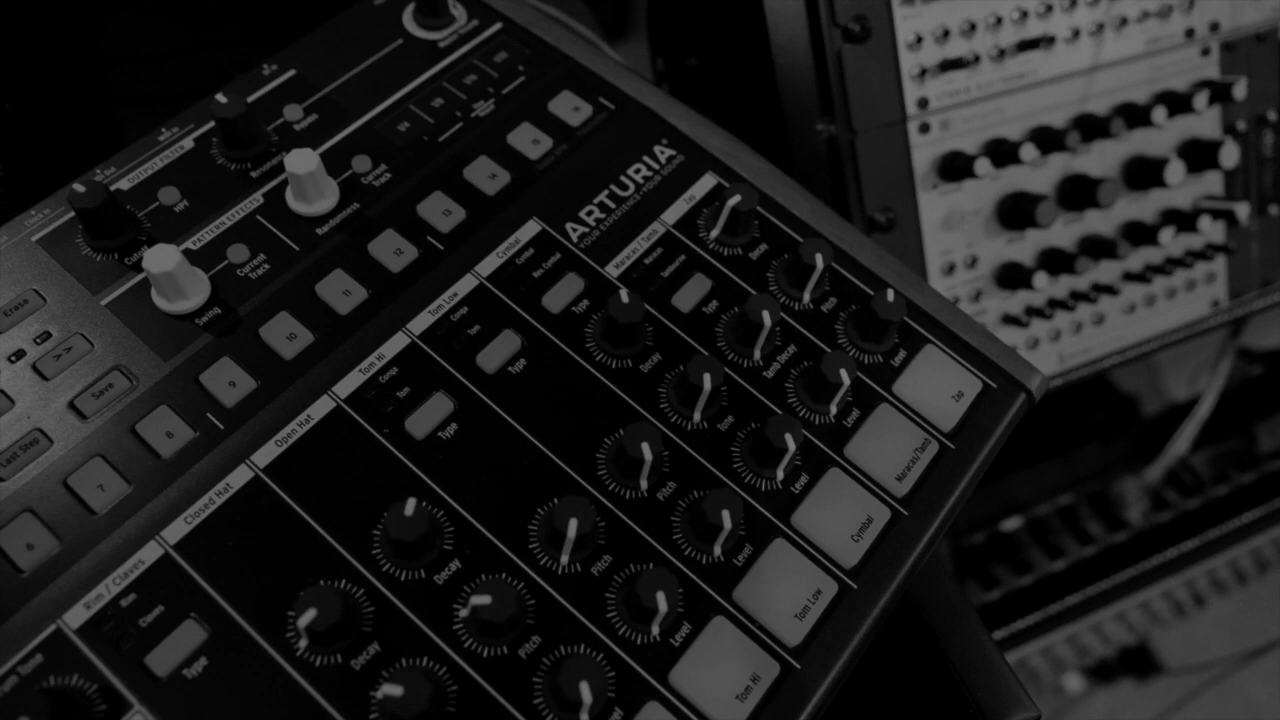 OUTPUT FILTER
Cutoff
HPF
Resonance
Bypass
PATTERN EFFECTS
Swing
Current
Track
Randomness
Current
Track
Erase
>>
Save
Last Step
1/4
6
7
8
9
10
11
12
13
14
15
16
ARTURIA
YOUR EXPERIENCE • YOUR SOUND
Rim / Claves
Rim
Claves
Type
Closed Hat
Decay
Open Hat
Decay
Pitch
Tom Hi
Conga
Tom
Type
Pitch
Level
Tom Hi
Tom Low
Conga
Tom
Type
Pitch
Level
Tom Low
Cymbal
Cymbal
Rev. Cymbal
Type
Decay
Tone
Level
Cymbal
Maracas / Tamb
Maracas
Tambourine
Type
Tamb Decay
Level
Maracas/Tamb
Zap
Decay
Pitch
Level
Zap